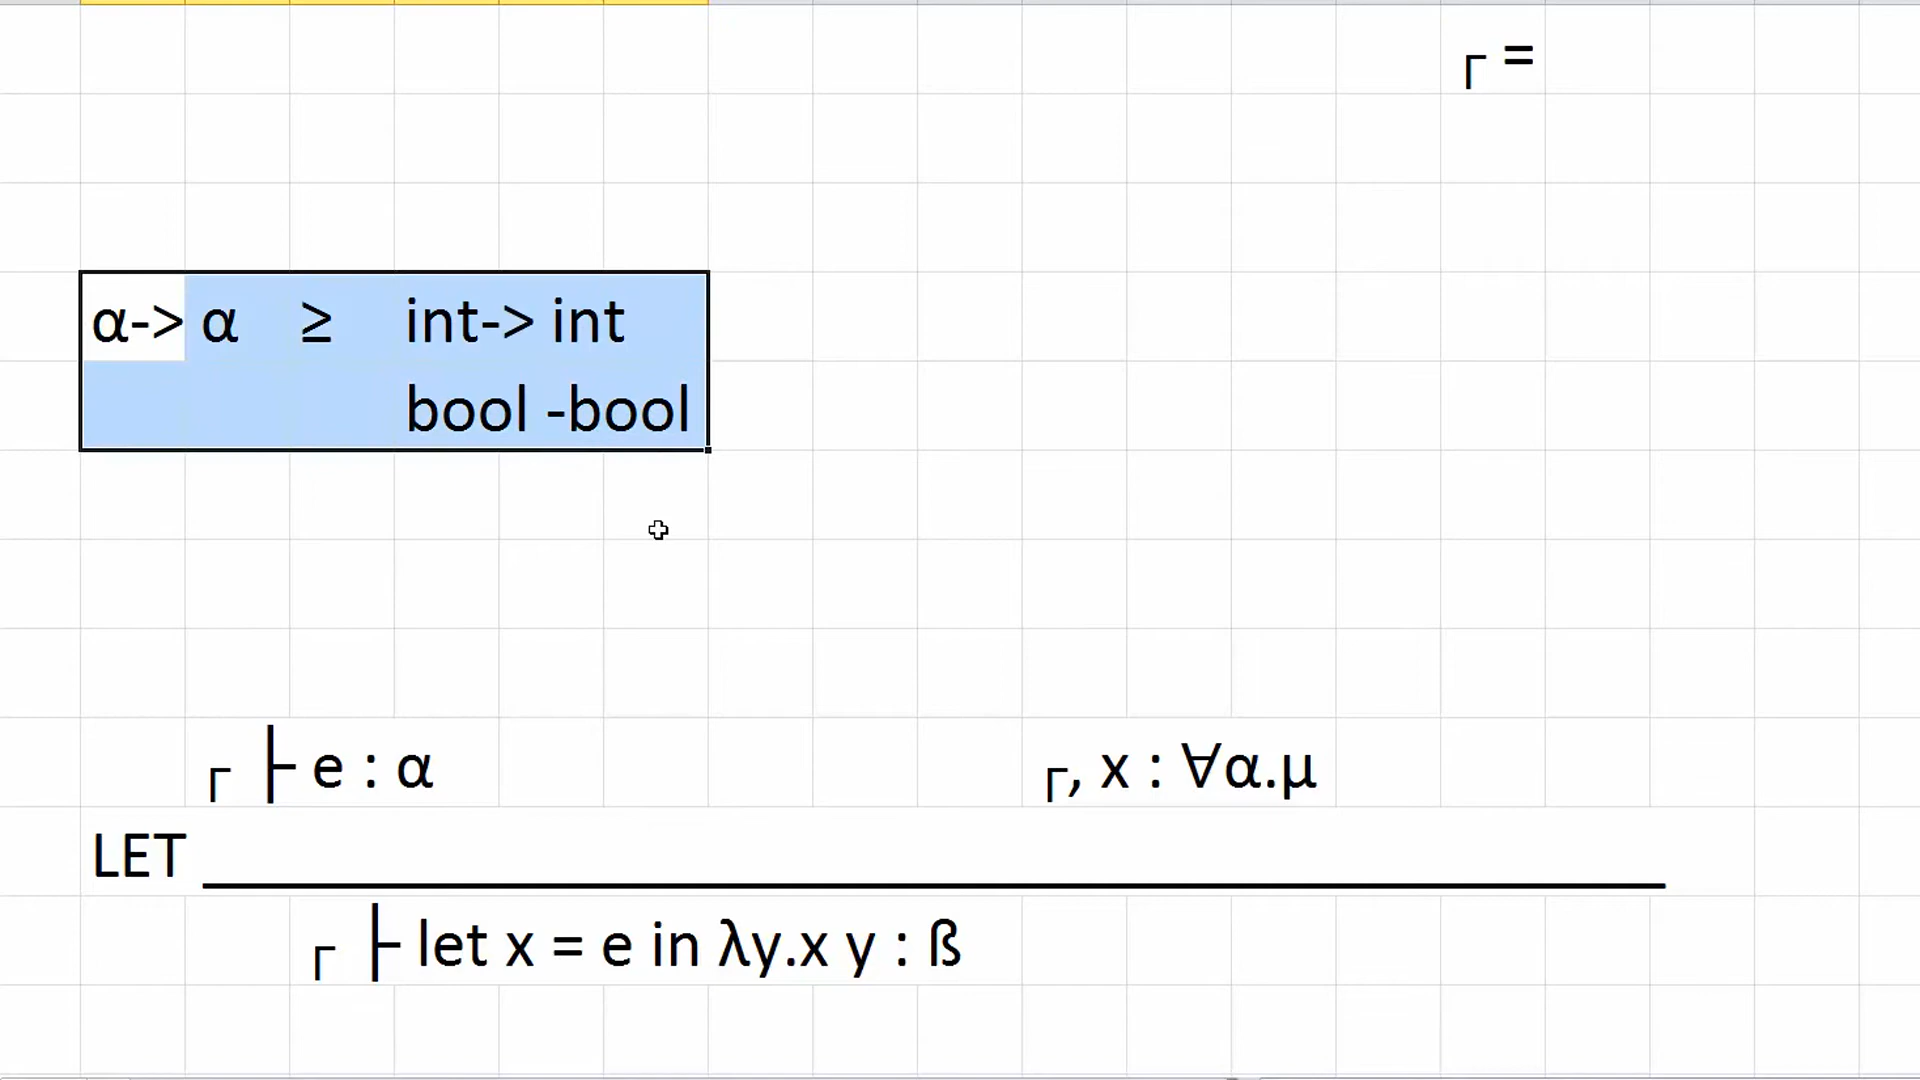 ┌ =
α-> α ≥ int-> int
bool -bool
┌ ├ e : α ┌, x : ∀α.µ
LET
┌ ├ let x = e in λy.x y : ß